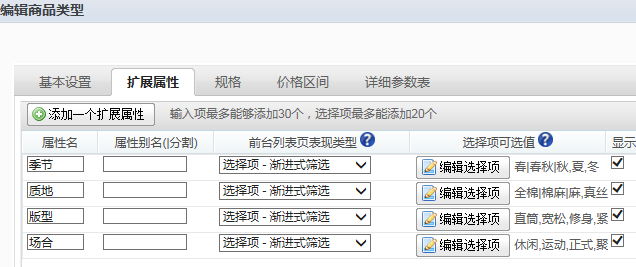 编辑商品类型
基本设置 扩展属性 规格 价格区间 详细参数表
添加一个扩展属性 输入项最多能够添加30个，选择项最多能添加20个
属性名 属性别名(|分割) 前台列表页表现类型 选择项可选值 显示
季节 选择项 - 渐进式筛选 编辑选择项 春|春秋|秋,夏,冬
质地 选择项 - 渐进式筛选 编辑选择项 全棉|棉麻|麻,真丝
版型 选择项 - 渐进式筛选 编辑选择项 直筒,宽松,修身,紧
场合 选择项 - 渐进式筛选 编辑选择项 休闲,运动,正式,聚